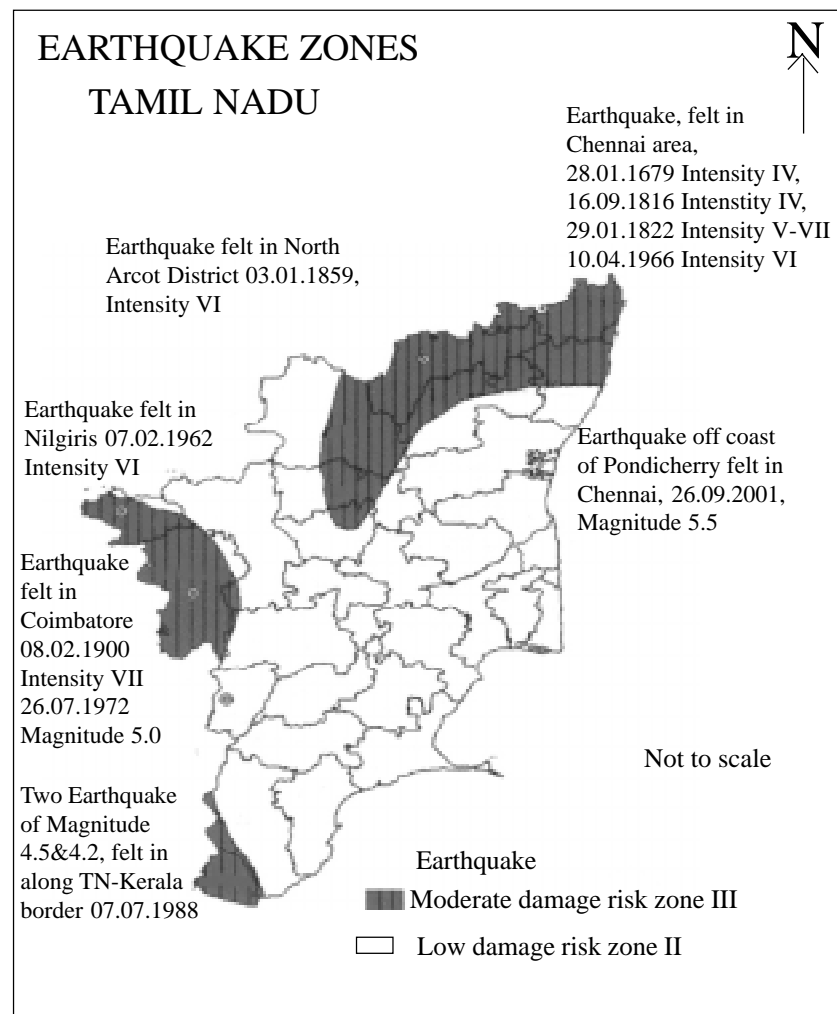 EARTHQUAKE ZONES
TAMIL NADU
N
Earthquake, felt in
Chennai area,
28.01.1679 Intensity IV,
16.09.1816 Instentity IV,
29.01.1822 Intensity V-VII
10.04.1966 Intensity VI
Earthquake felt in North
Arcot District 03.01.1859,
Intensity VI
Earthquake felt in
Nilgiris 07.02.1962
Intensity VI
Earthquake off coast
of Pondicherry felt in
Chennai, 26.09.2001,
Magnitude 5.5
Earthquake
felt in
Coimbatore
08.02.1900
Intensity VII
26.07.1972
Magnitude 5.0
Not to scale
Two Earthquake
of Magnitude
4.5&4.2, felt in
along TN-Kerala
border 07.07.1988
Earthquake
Moderate damage risk zone III
Low damage risk zone II